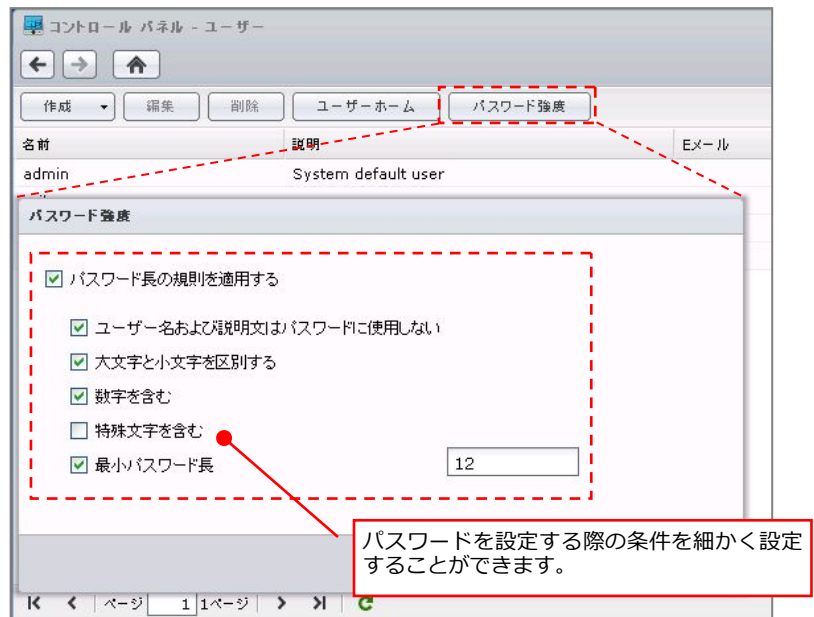 コントロール パネル - ユーザー
作成 編集 削除 ユーザーホーム パスワード強度
名前 説明 Eメール
admin System default user
パスワード強度
パスワード長の規則を適用する
ユーザー名および説明文はパスワードに使用しない
大文字と小文字を区別する
数字を含む
特殊文字を含む
最小パスワード長 12
パスワードを設定する際の条件を細かく設定
することができます。
ページ 1 1ページ